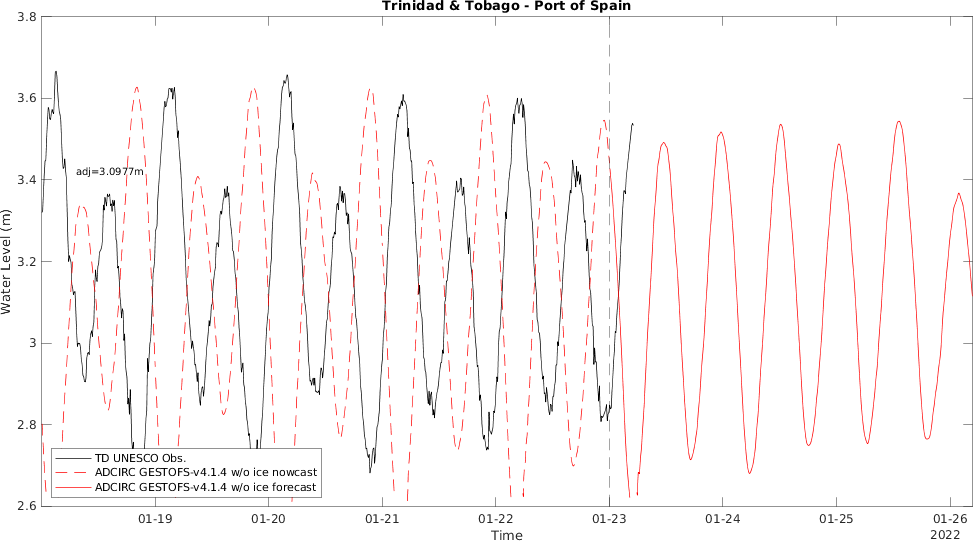 Trinidad & Tobago - Port of Spain
3.8
3.6
3.4
3.2
3
2.8
2.6
Water Level (m)
adj=3.0977m
TD UNESCO Obs.
ADCIRC GESTOFS-v4.1.4 w/o ice nowcast
ADCIRC GESTOFS-v4.1.4 w/o ice forecast
01-19 01-20 01-21 01-22 01-23 01-24 01-25 01-26
Time 2022